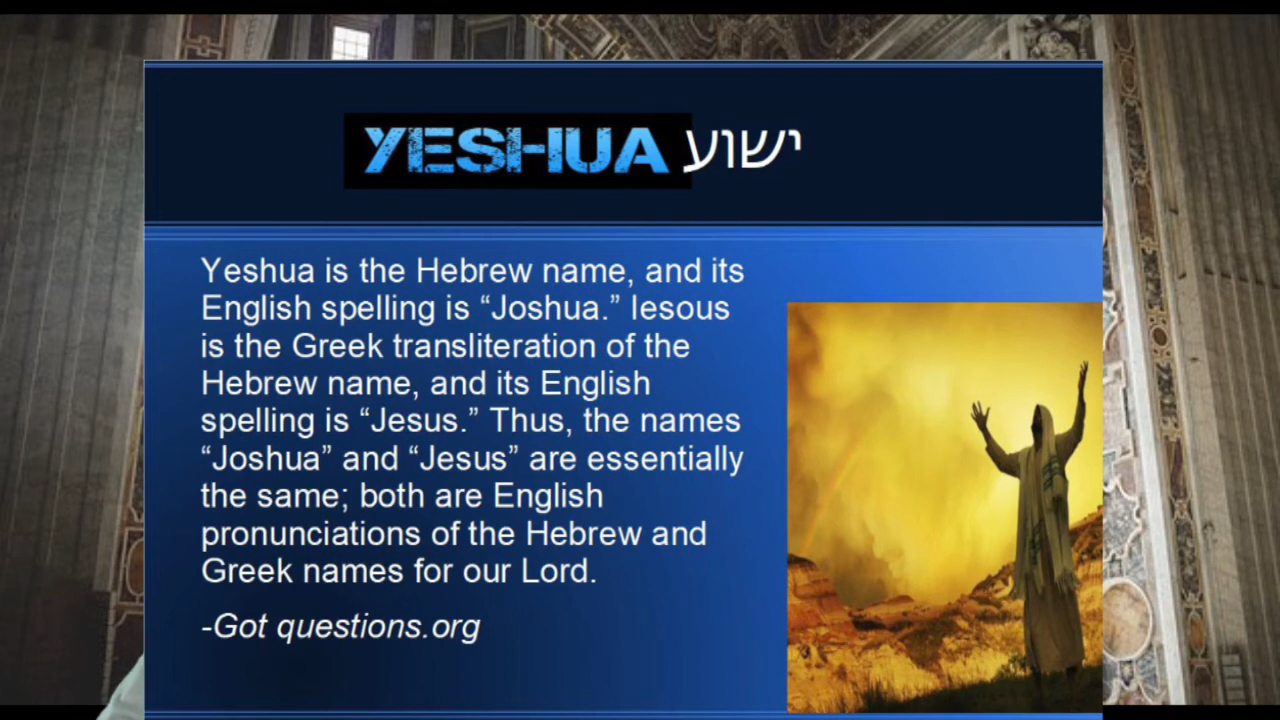 YESHUA ישוע
Yeshua is the Hebrew name, and its
English spelling is “Joshua.” Iesous
is the Greek transliteration of the
Hebrew name, and its English
spelling is “Jesus.” Thus, the names
“Joshua” and “Jesus” are essentially
the same; both are English
pronunciations of the Hebrew and
Greek names for our Lord.
-Got questions.org